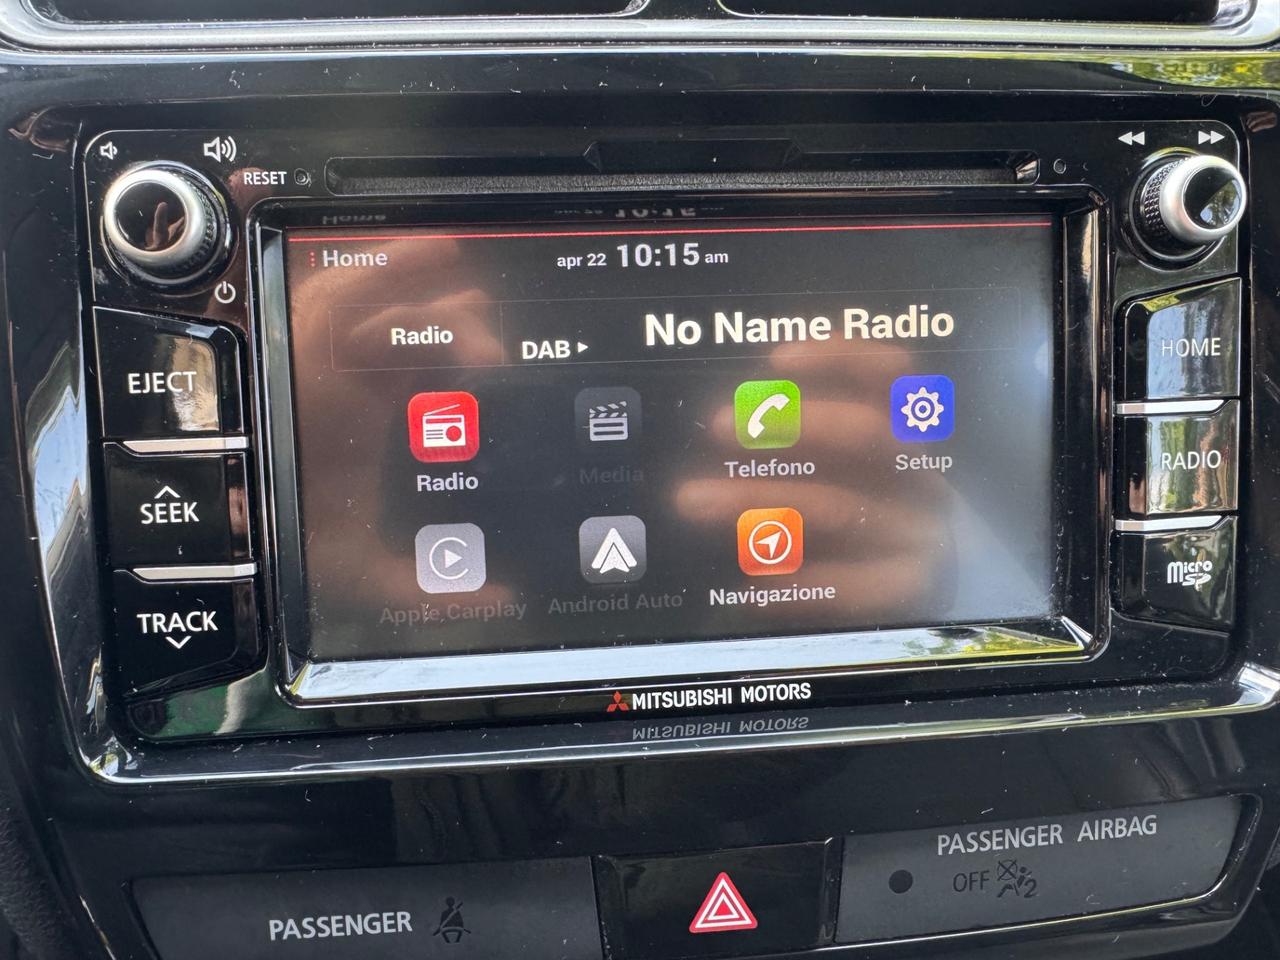 RESET
Home
apr 22 10:15 am
Radio
DAB
No Name Radio
Radio
Media
Telefono
Setup
Apple Carplay
Android Auto
Navigazione
EJECT
SEEK
TRACK
HOME
RADIO
Micro SD
MITSUBISHI MOTORS
PASSENGER
PASSENGER AIRBAG
OFF
2